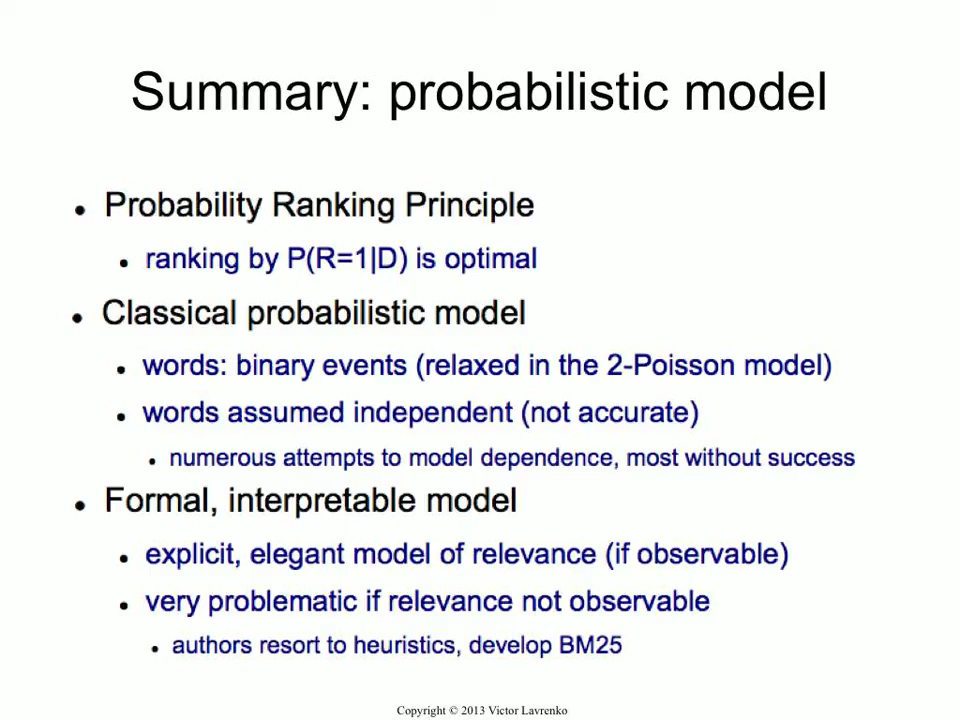 Summary: probabilistic model
• Probability Ranking Principle
• ranking by P(R=1|D) is optimal
• Classical probabilistic model
• words: binary events (relaxed in the 2-Poisson model)
• words assumed independent (not accurate)
• numerous attempts to model dependence, most without success
• Formal, interpretable model
• explicit, elegant model of relevance (if observable)
• very problematic if relevance not observable
• authors resort to heuristics, develop BM25
Copyright © 2013 Victor Lavrenko